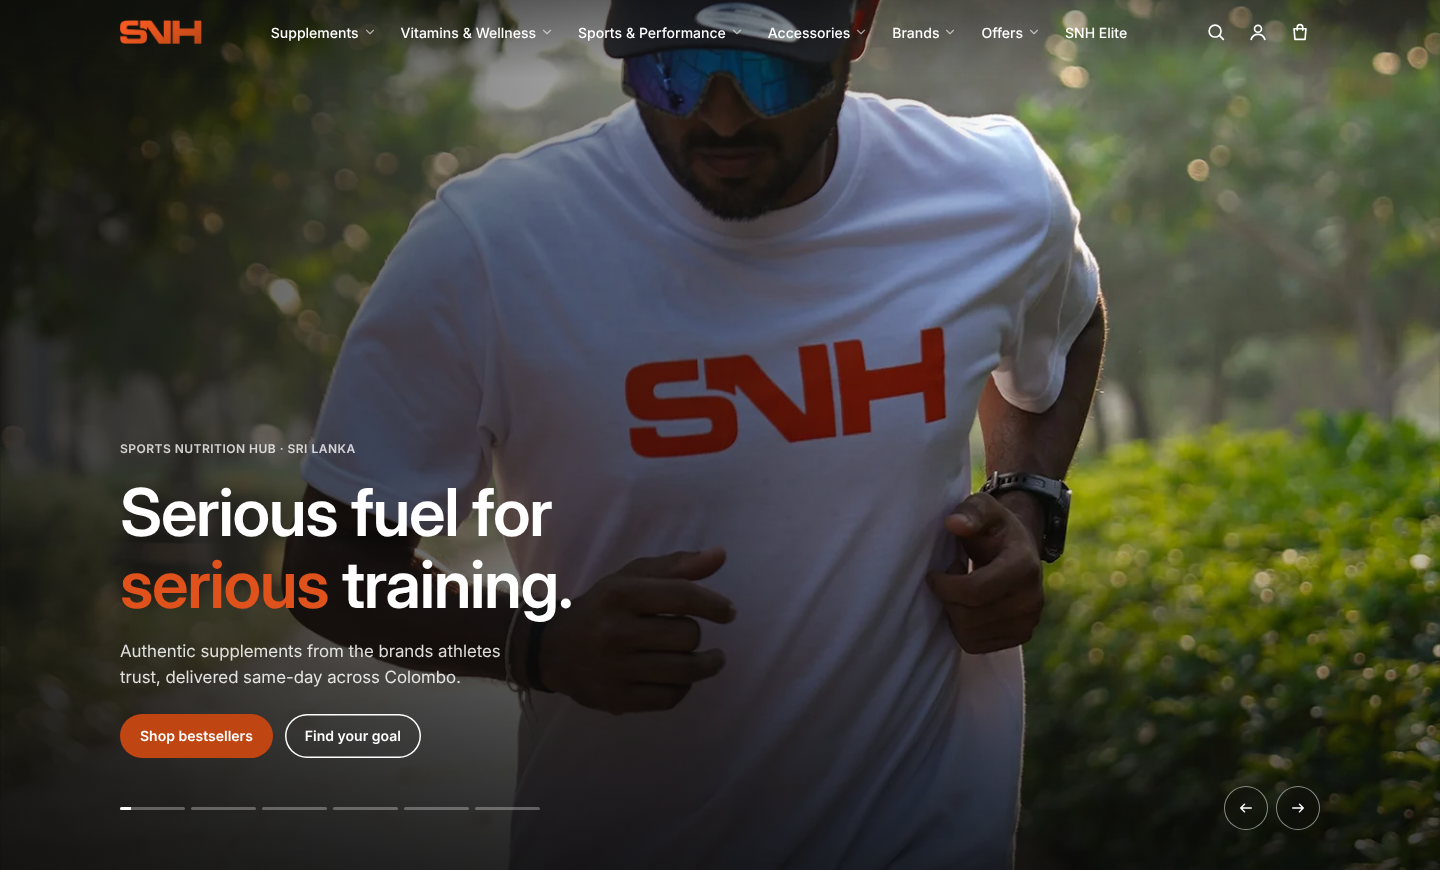 SNH
Supplements
Vitamins & Wellness
Sports & Performance
Accessories
Brands
Offers
SNH Elite
SNH
SPORTS NUTRITION HUB · SRI LANKA
Serious fuel for
serious training.
Authentic supplements from the brands athletes
trust, delivered same-day across Colombo.
Shop bestsellers
Find your goal